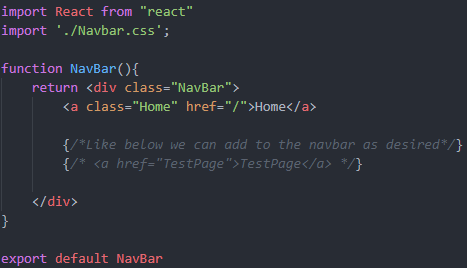 import React from "react"
import './Navbar.css';
function NavBar(){
return <div class="NavBar">
<a class="Home" href="/">Home</a>
{/*Like below we can add to the navbar as desired*/}
{/* <a href="TestPage">TestPage</a> */}
</div>
}
export default NavBar